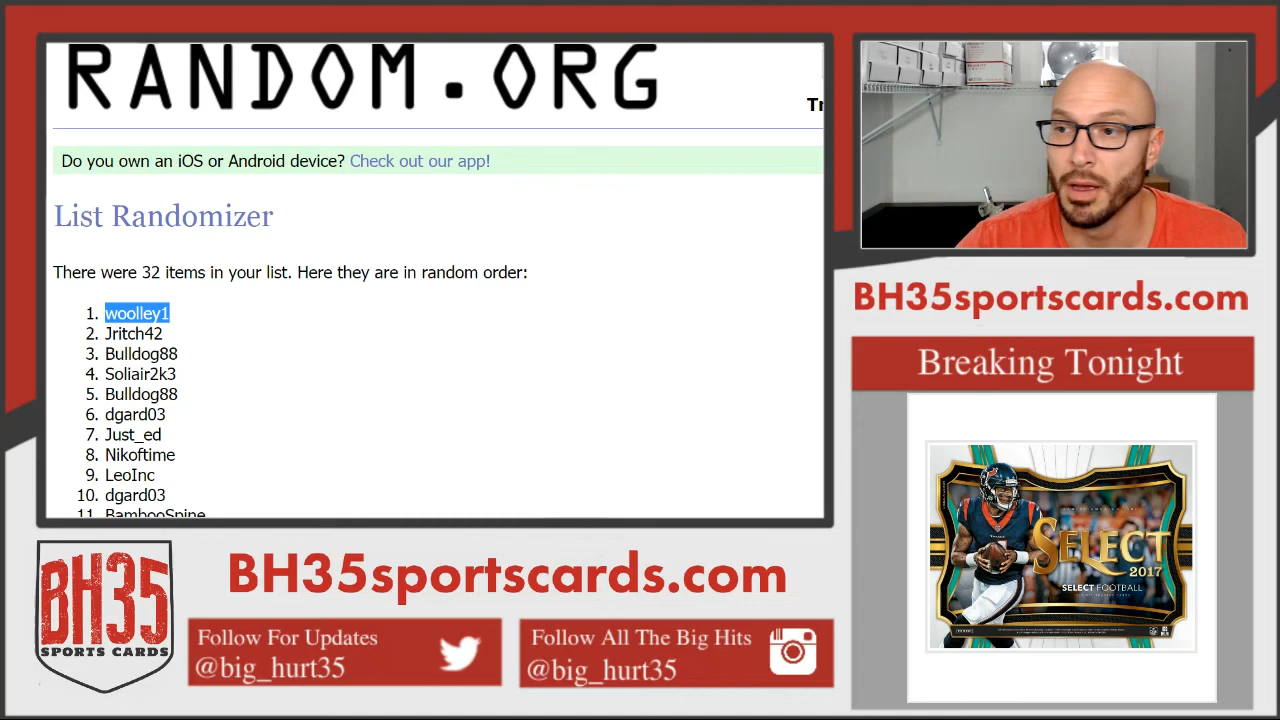 RANDOM.ORG
Tr
Do you own an iOS or Android device? Check out our app!
List Randomizer
There were 32 items in your list. Here they are in random order:
1. woolley1
2. Jritch42
3. Bulldog88
4. Soliair2k3
5. Bulldog88
6. dgard03
7. Just_ed
8. Nikoftime
9. LeoInc
10. dgard03
11. BambooSpine
BH35sportscards.com
Breaking Tonight
SELECT
2017
SELECT FOOTBALL
BH35
SPORTS CARDS
BH35sportscards.com
Follow For Updates
@big_hurt35
Follow All The Big Hits
@big_hurt35